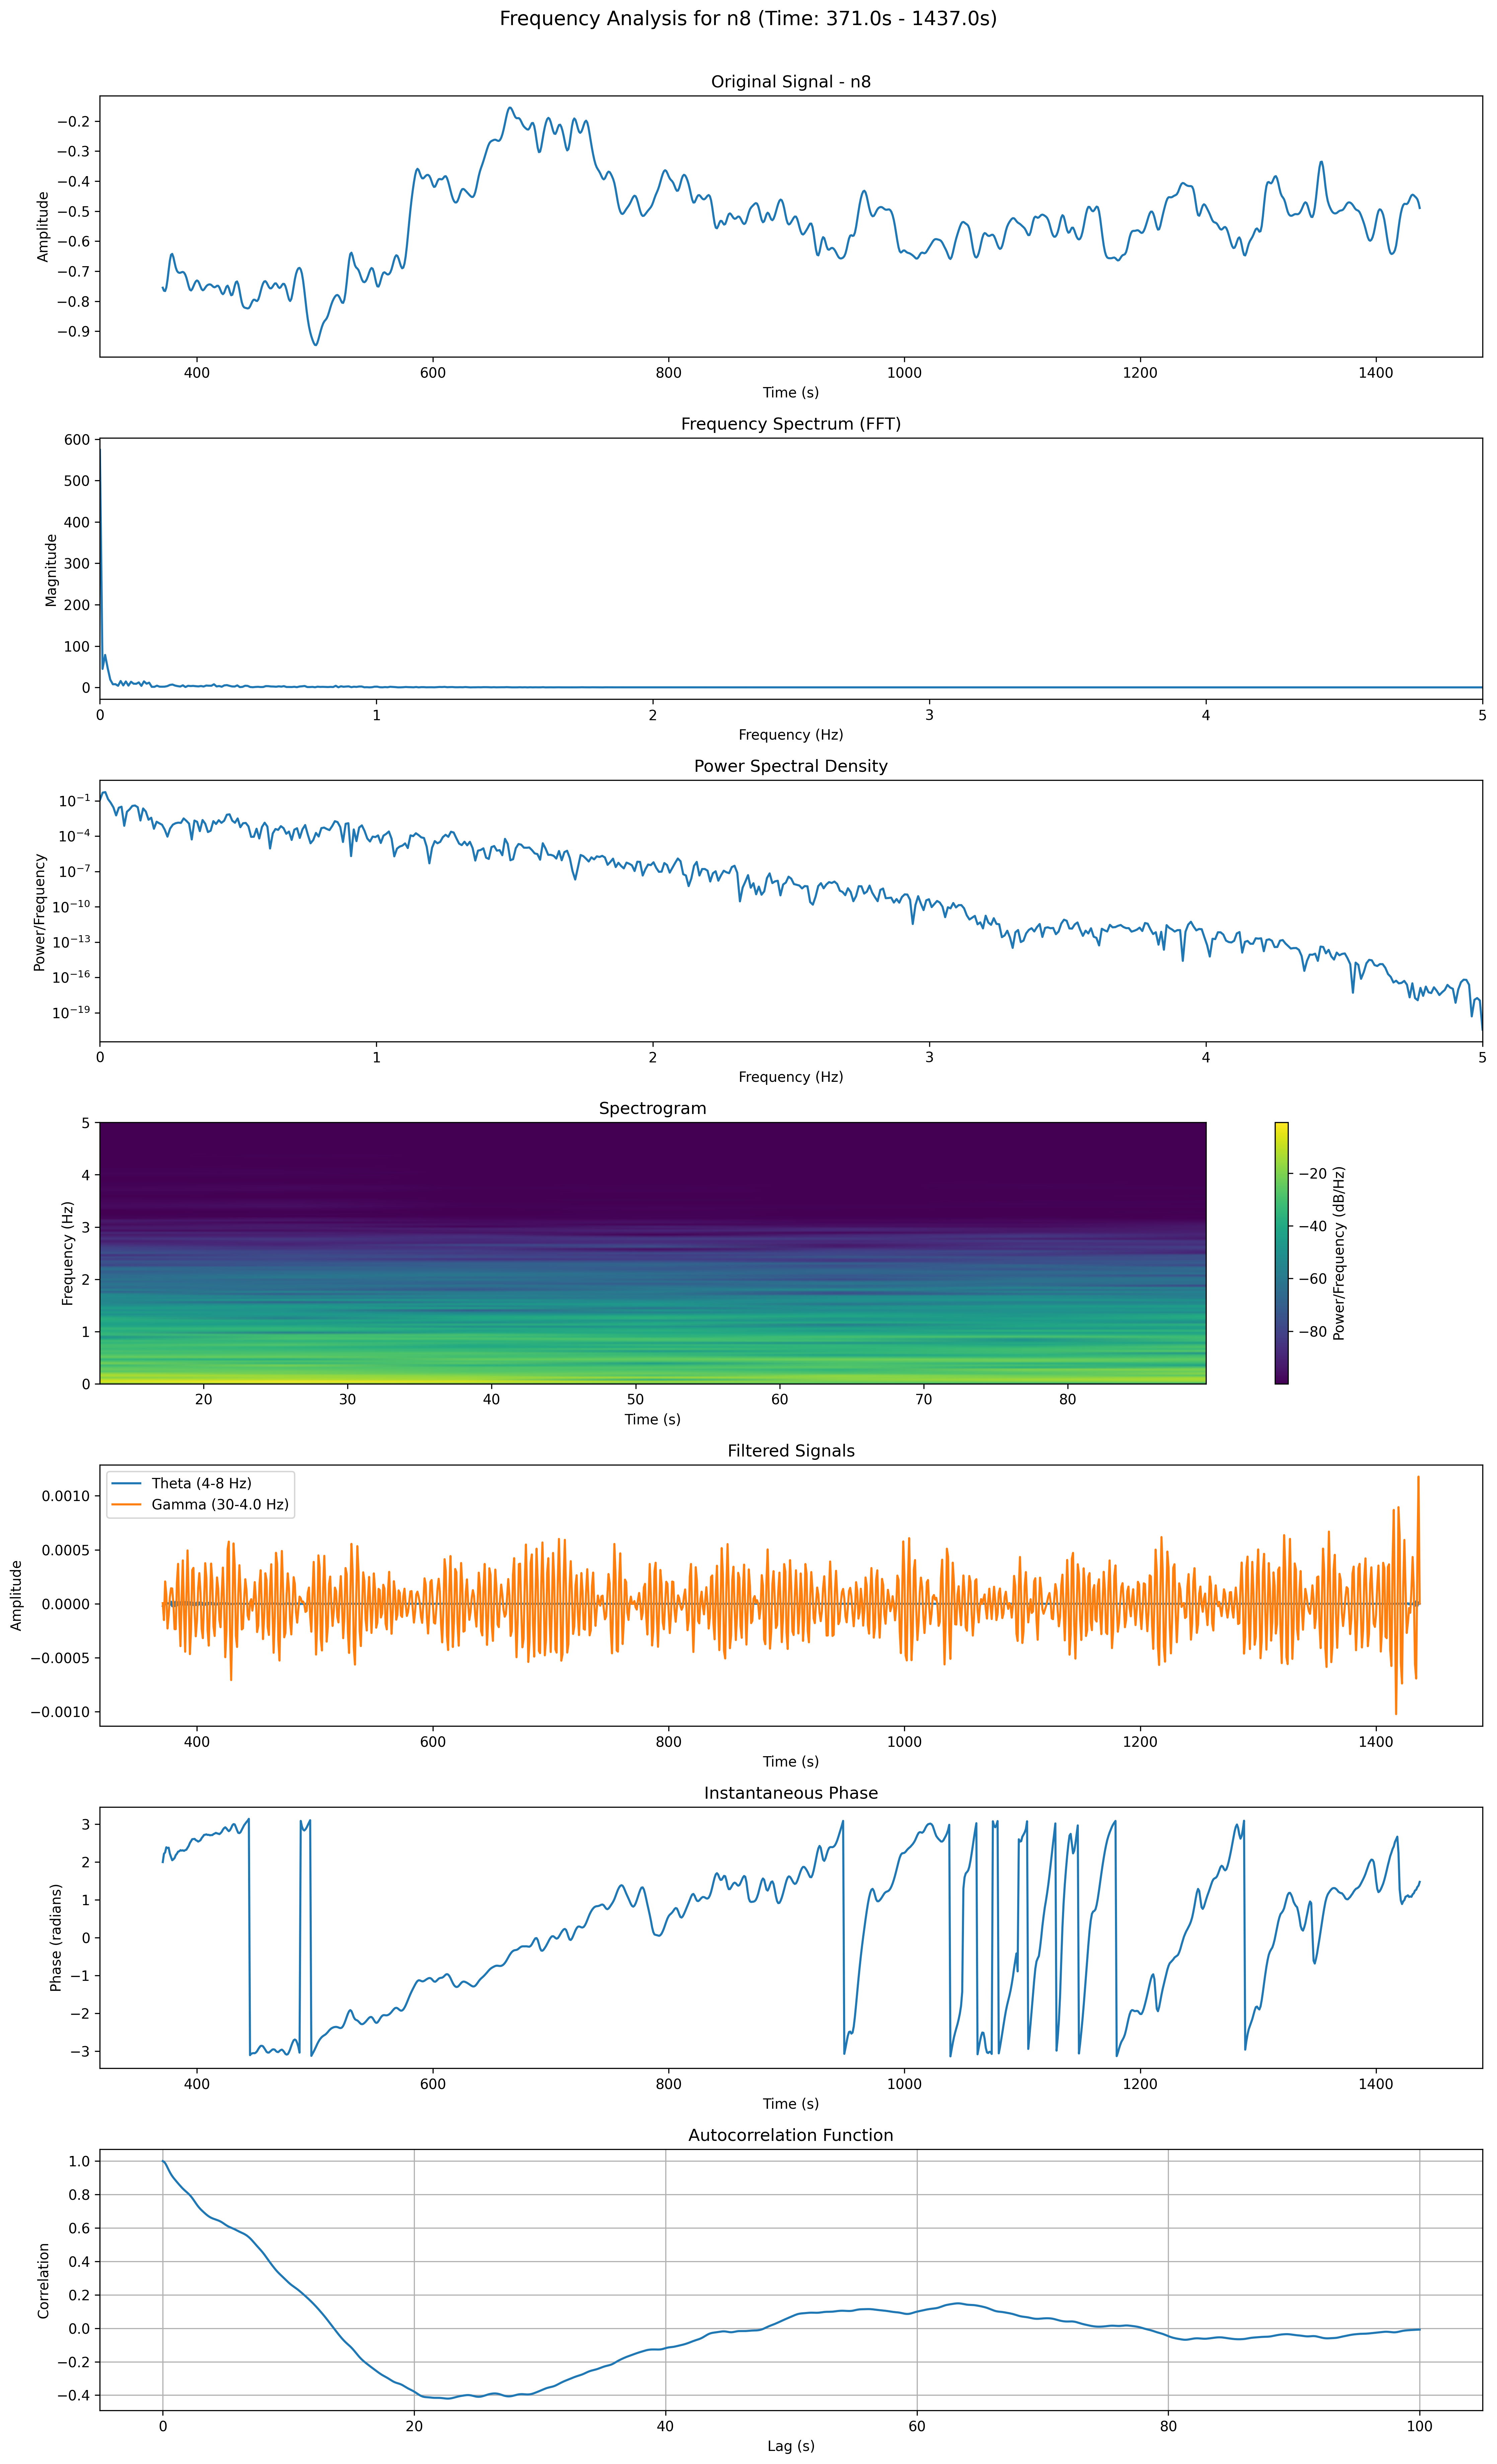 Frequency Analysis for n8 (Time: 371.0s - 1437.0s)
Original Signal - n8
Amplitude
−0.2
−0.3
−0.4
−0.5
−0.6
−0.7
−0.8
−0.9
400 600 800 1000 1200 1400
Time (s)
Frequency Spectrum (FFT)
Magnitude
600
500
400
300
200
100
0
0 1 2 3 4 5
Frequency (Hz)
Power Spectral Density
Power/Frequency
10⁻¹
10⁻⁴
10⁻⁷
10⁻¹⁰
10⁻¹³
10⁻¹⁶
10⁻¹⁹
0 1 2 3 4 5
Frequency (Hz)
Spectrogram
Frequency (Hz)
5
4
3
2
1
0
20 30 40 50 60 70 80
Time (s)
−20
−40
−60
−80
Power/Frequency (dB/Hz)
Filtered Signals
Theta (4-8 Hz)
Gamma (30-4.0 Hz)
Amplitude
0.0010
0.0005
0.0000
−0.0005
−0.0010
400 600 800 1000 1200 1400
Time (s)
Instantaneous Phase
Phase (radians)
3
2
1
0
−1
−2
−3
400 600 800 1000 1200 1400
Time (s)
Autocorrelation Function
Correlation
1.0
0.8
0.6
0.4
0.2
0.0
−0.2
−0.4
0 20 40 60 80 100
Lag (s)